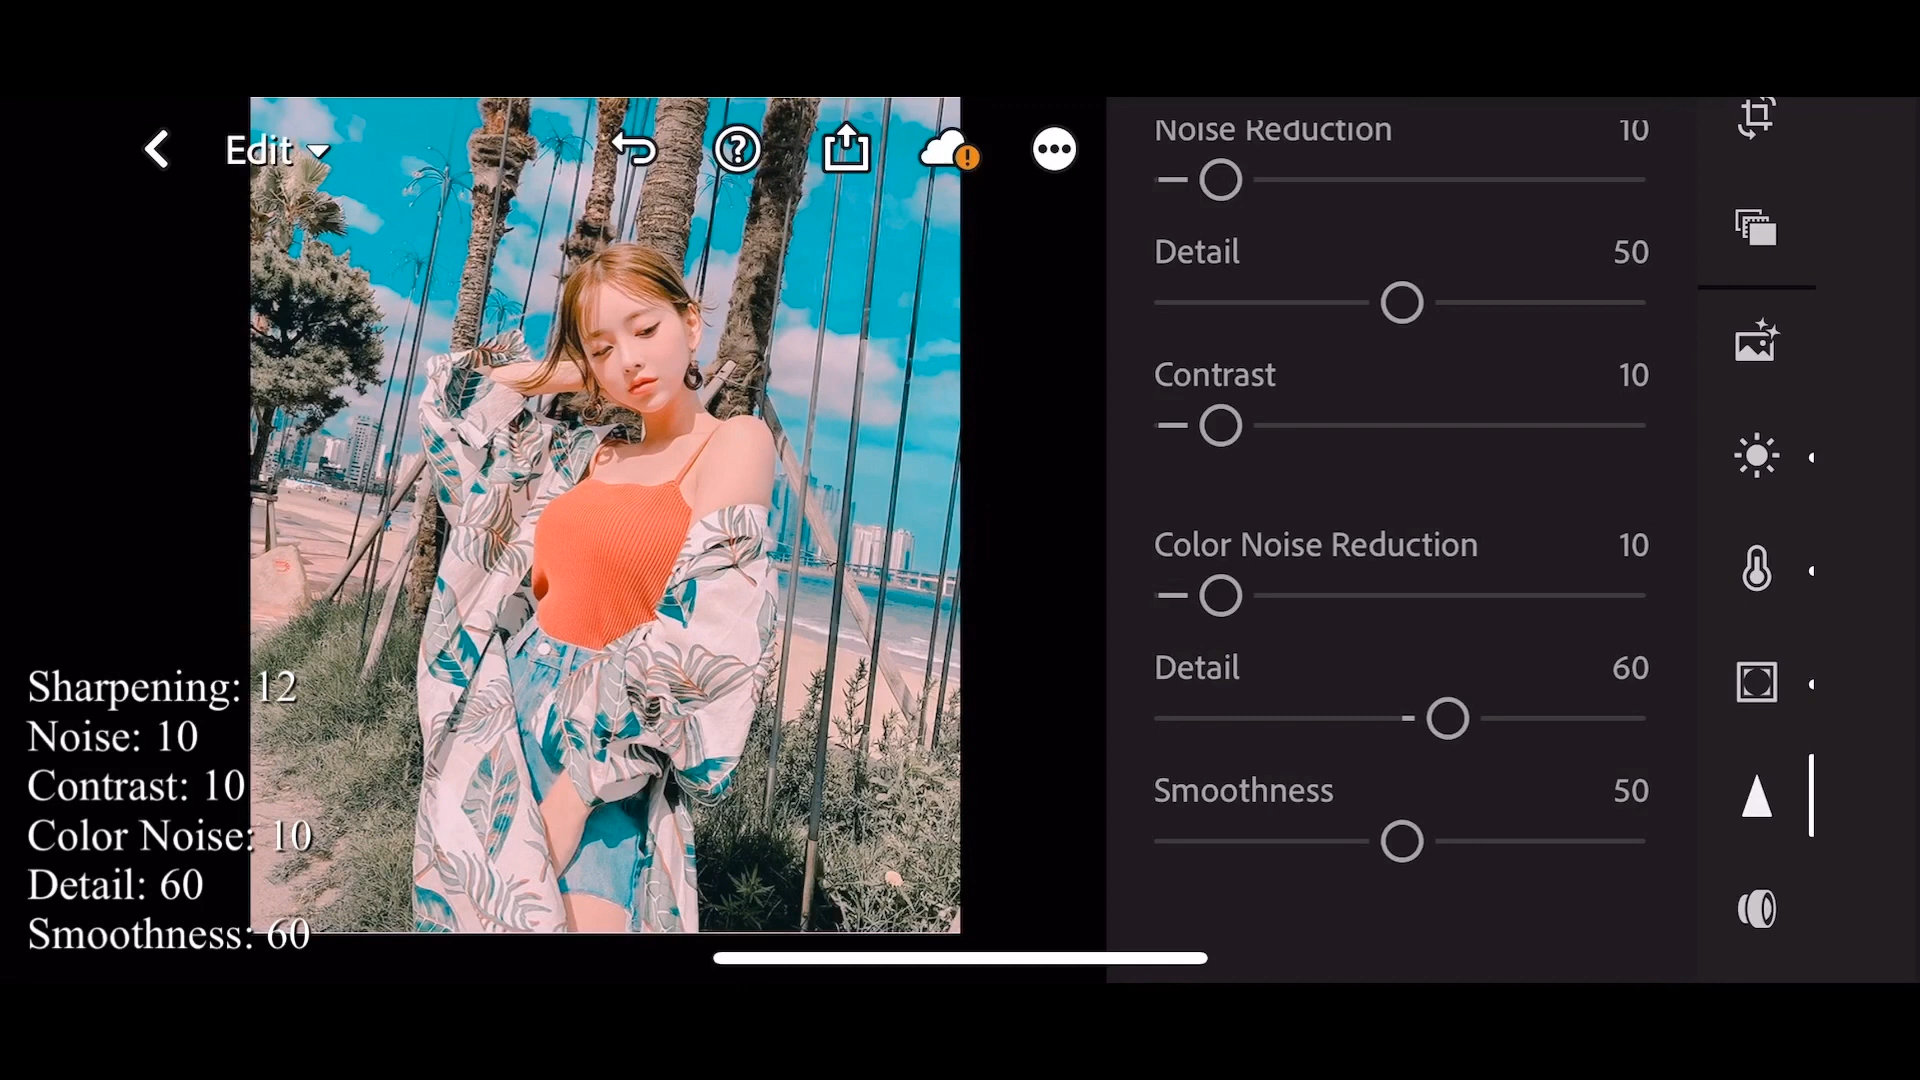 Edit
Noise Reduction 10
Detail 50
Contrast 10
Color Noise Reduction 10
Detail 60
Smoothness 50
Sharpening: 12
Noise: 10
Contrast: 10
Color Noise: 10
Detail: 60
Smoothness: 60